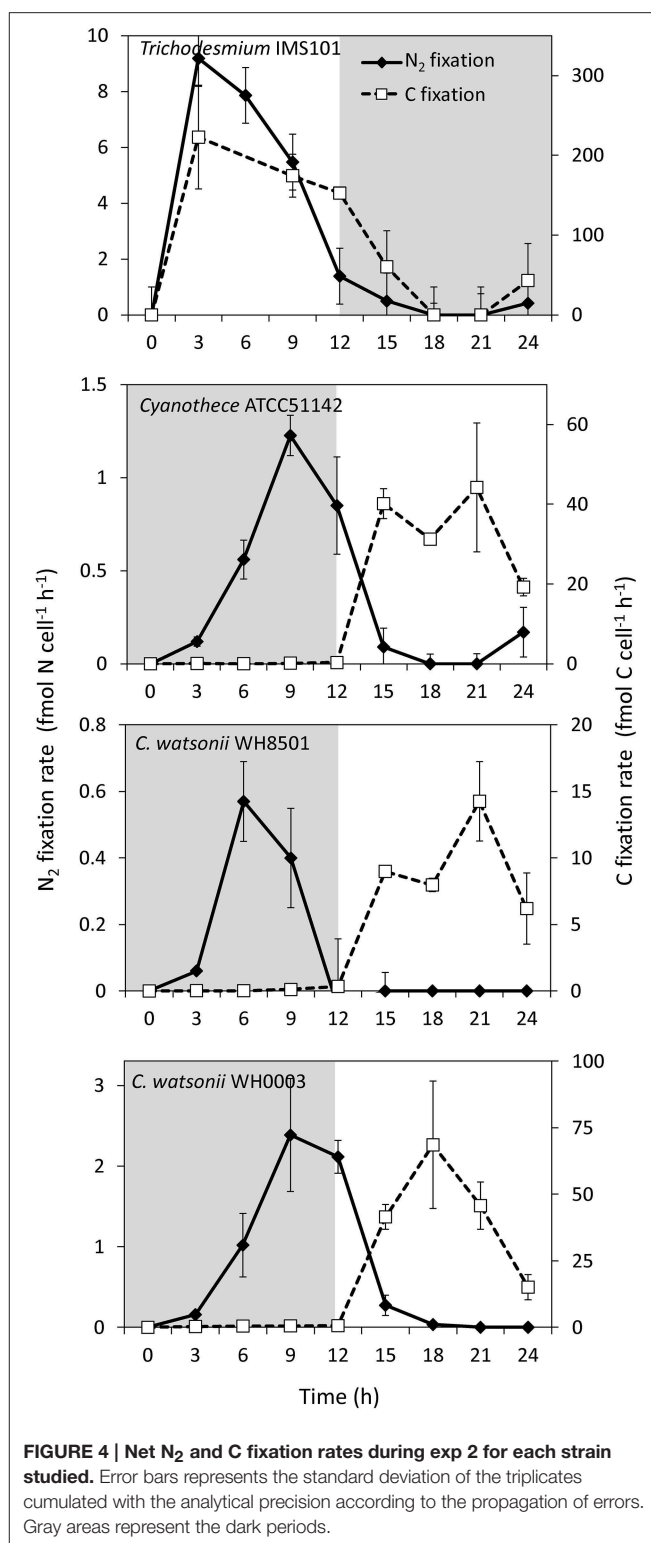 Trichodesmium IMS101
N₂ fixation
C fixation
10
8
6
4
2
0
300
200
100
0
0 3 6 9 12 15 18 21 24
Cyanothece ATCC51142
1.5
1
0.5
0
60
40
20
0
0 3 6 9 12 15 18 21 24
N₂ fixation rate (fmol N cell⁻¹ h⁻¹)
C fixation rate (fmol C cell⁻¹ h⁻¹)
C. watsonii WH8501
0.8
0.6
0.4
0.2
0
20
15
10
5
0
0 3 6 9 12 15 18 21 24
C. watsonii WH0003
3
2
1
0
100
75
50
25
0
0 3 6 9 12 15 18 21 24
Time (h)
FIGURE 4 | Net N₂ and C fixation rates during exp 2 for each strain
studied. Error bars represents the standard deviation of the triplicates
cumulated with the analytical precision according to the propagation of errors.
Gray areas represent the dark periods.